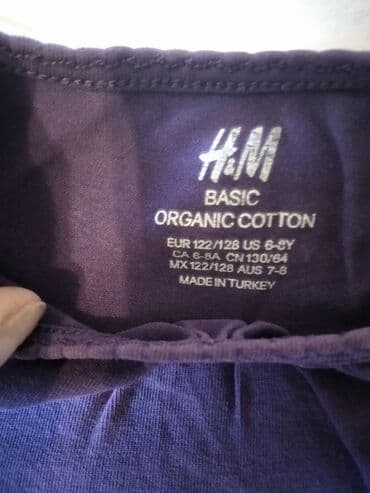 H&M
BASIC
ORGANIC COTTON
EUR 122/128 US 6-8Y
CA 6-8A CN 130/64
MX 122/128 AUS 7-8
MADE IN TURKEY